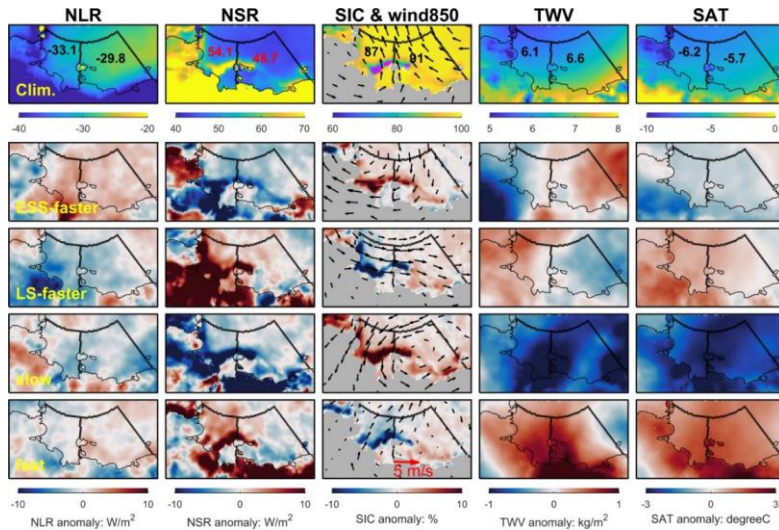 NLR NSR SIC & wind850 TWV SAT
-33.1 -29.8 54.1 48.7 87 91 6.1 6.6 -6.2 -5.7
Clim.
-40 -30 -20 40 50 60 70 60 80 100 5 6 7 8 -10 -5 0
ESS-faster
LS-faster
slow
fast
5 m/s
-10 0 10 -10 0 10 -10 0 10 -1 0 1 -3 0 3
NLR anomaly: W/m² NSR anomaly: W/m² SIC anomaly: % TWV anomaly: kg/m² SAT anomaly: degreeC